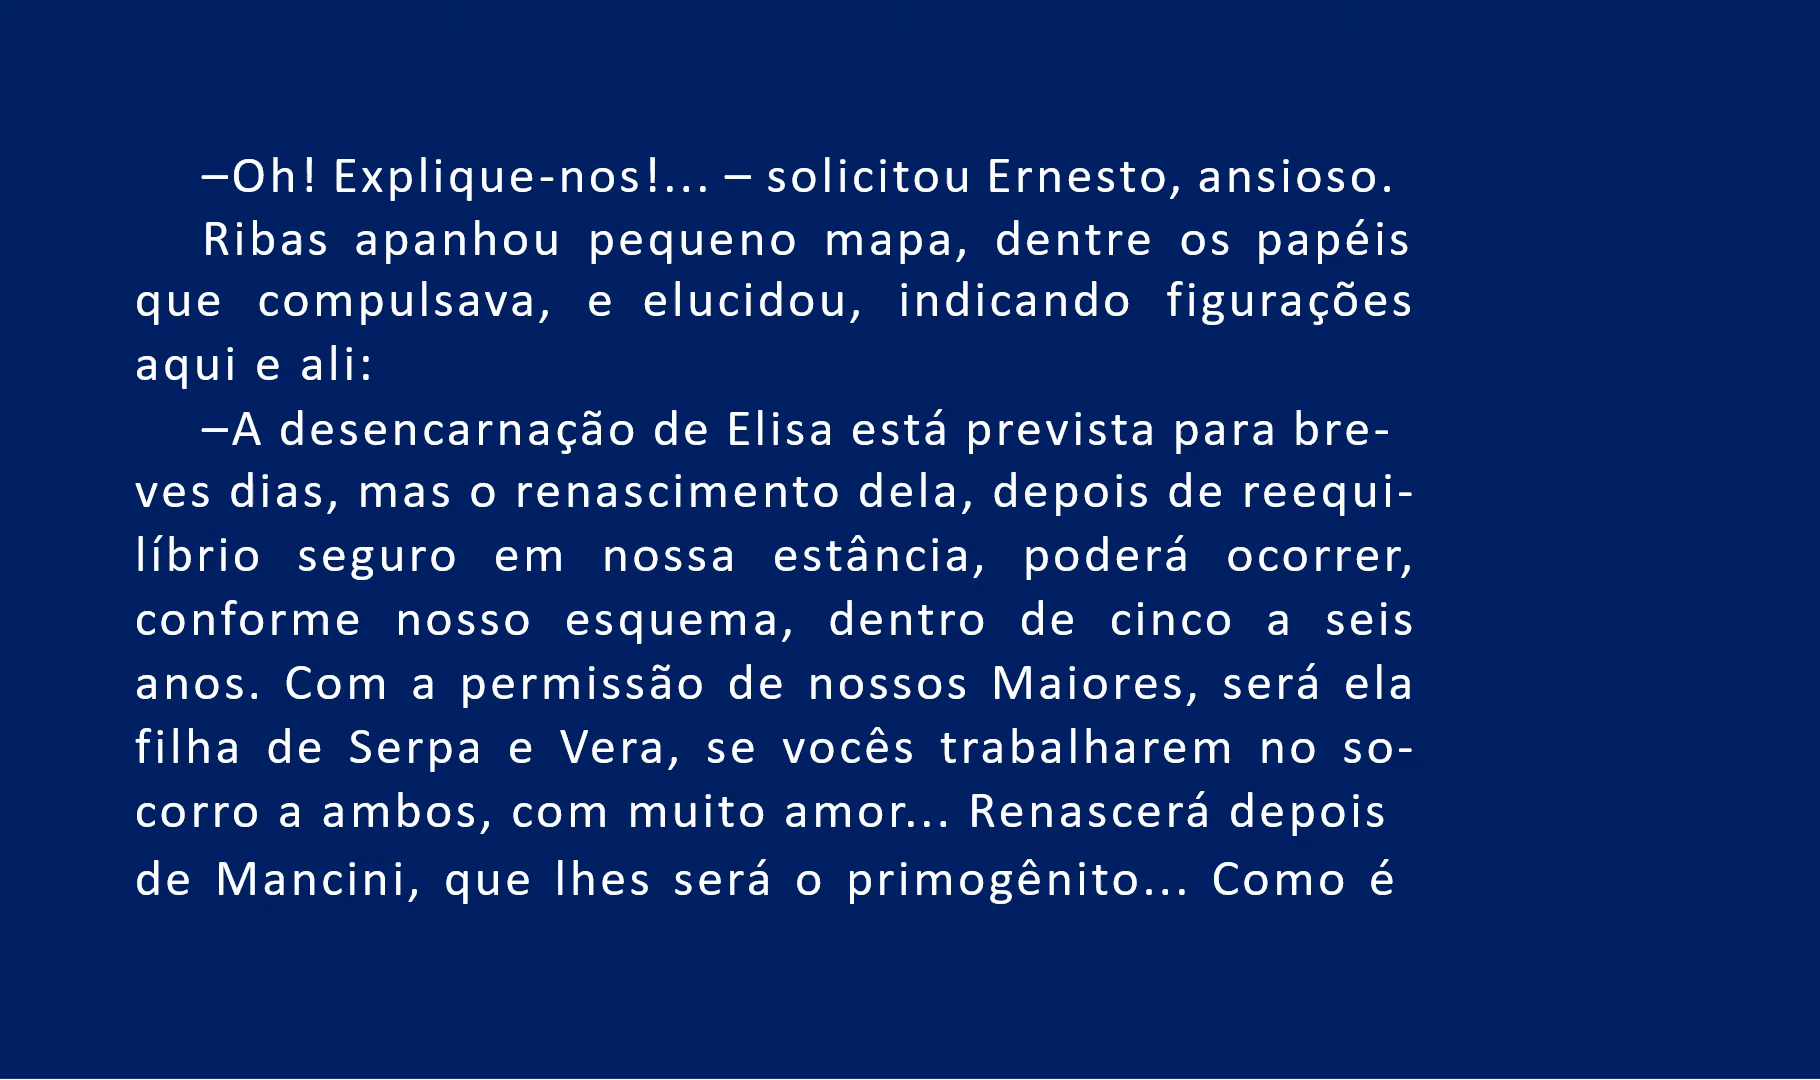 –Oh! Explique-nos!... – solicitou Ernesto, ansioso.
Ribas apanhou pequeno mapa, dentre os papéis
que compulsava, e elucidou, indicando figurações
aqui e ali:
–A desencarnação de Elisa está prevista para bre-
ves dias, mas o renascimento dela, depois de reequi-
líbrio seguro em nossa estância, poderá ocorrer,
conforme nosso esquema, dentro de cinco a seis
anos. Com a permissão de nossos Maiores, será ela
filha de Serpa e Vera, se vocês trabalharem no so-
corro a ambos, com muito amor... Renascerá depois
de Mancini, que lhes será o primogênito... Como é